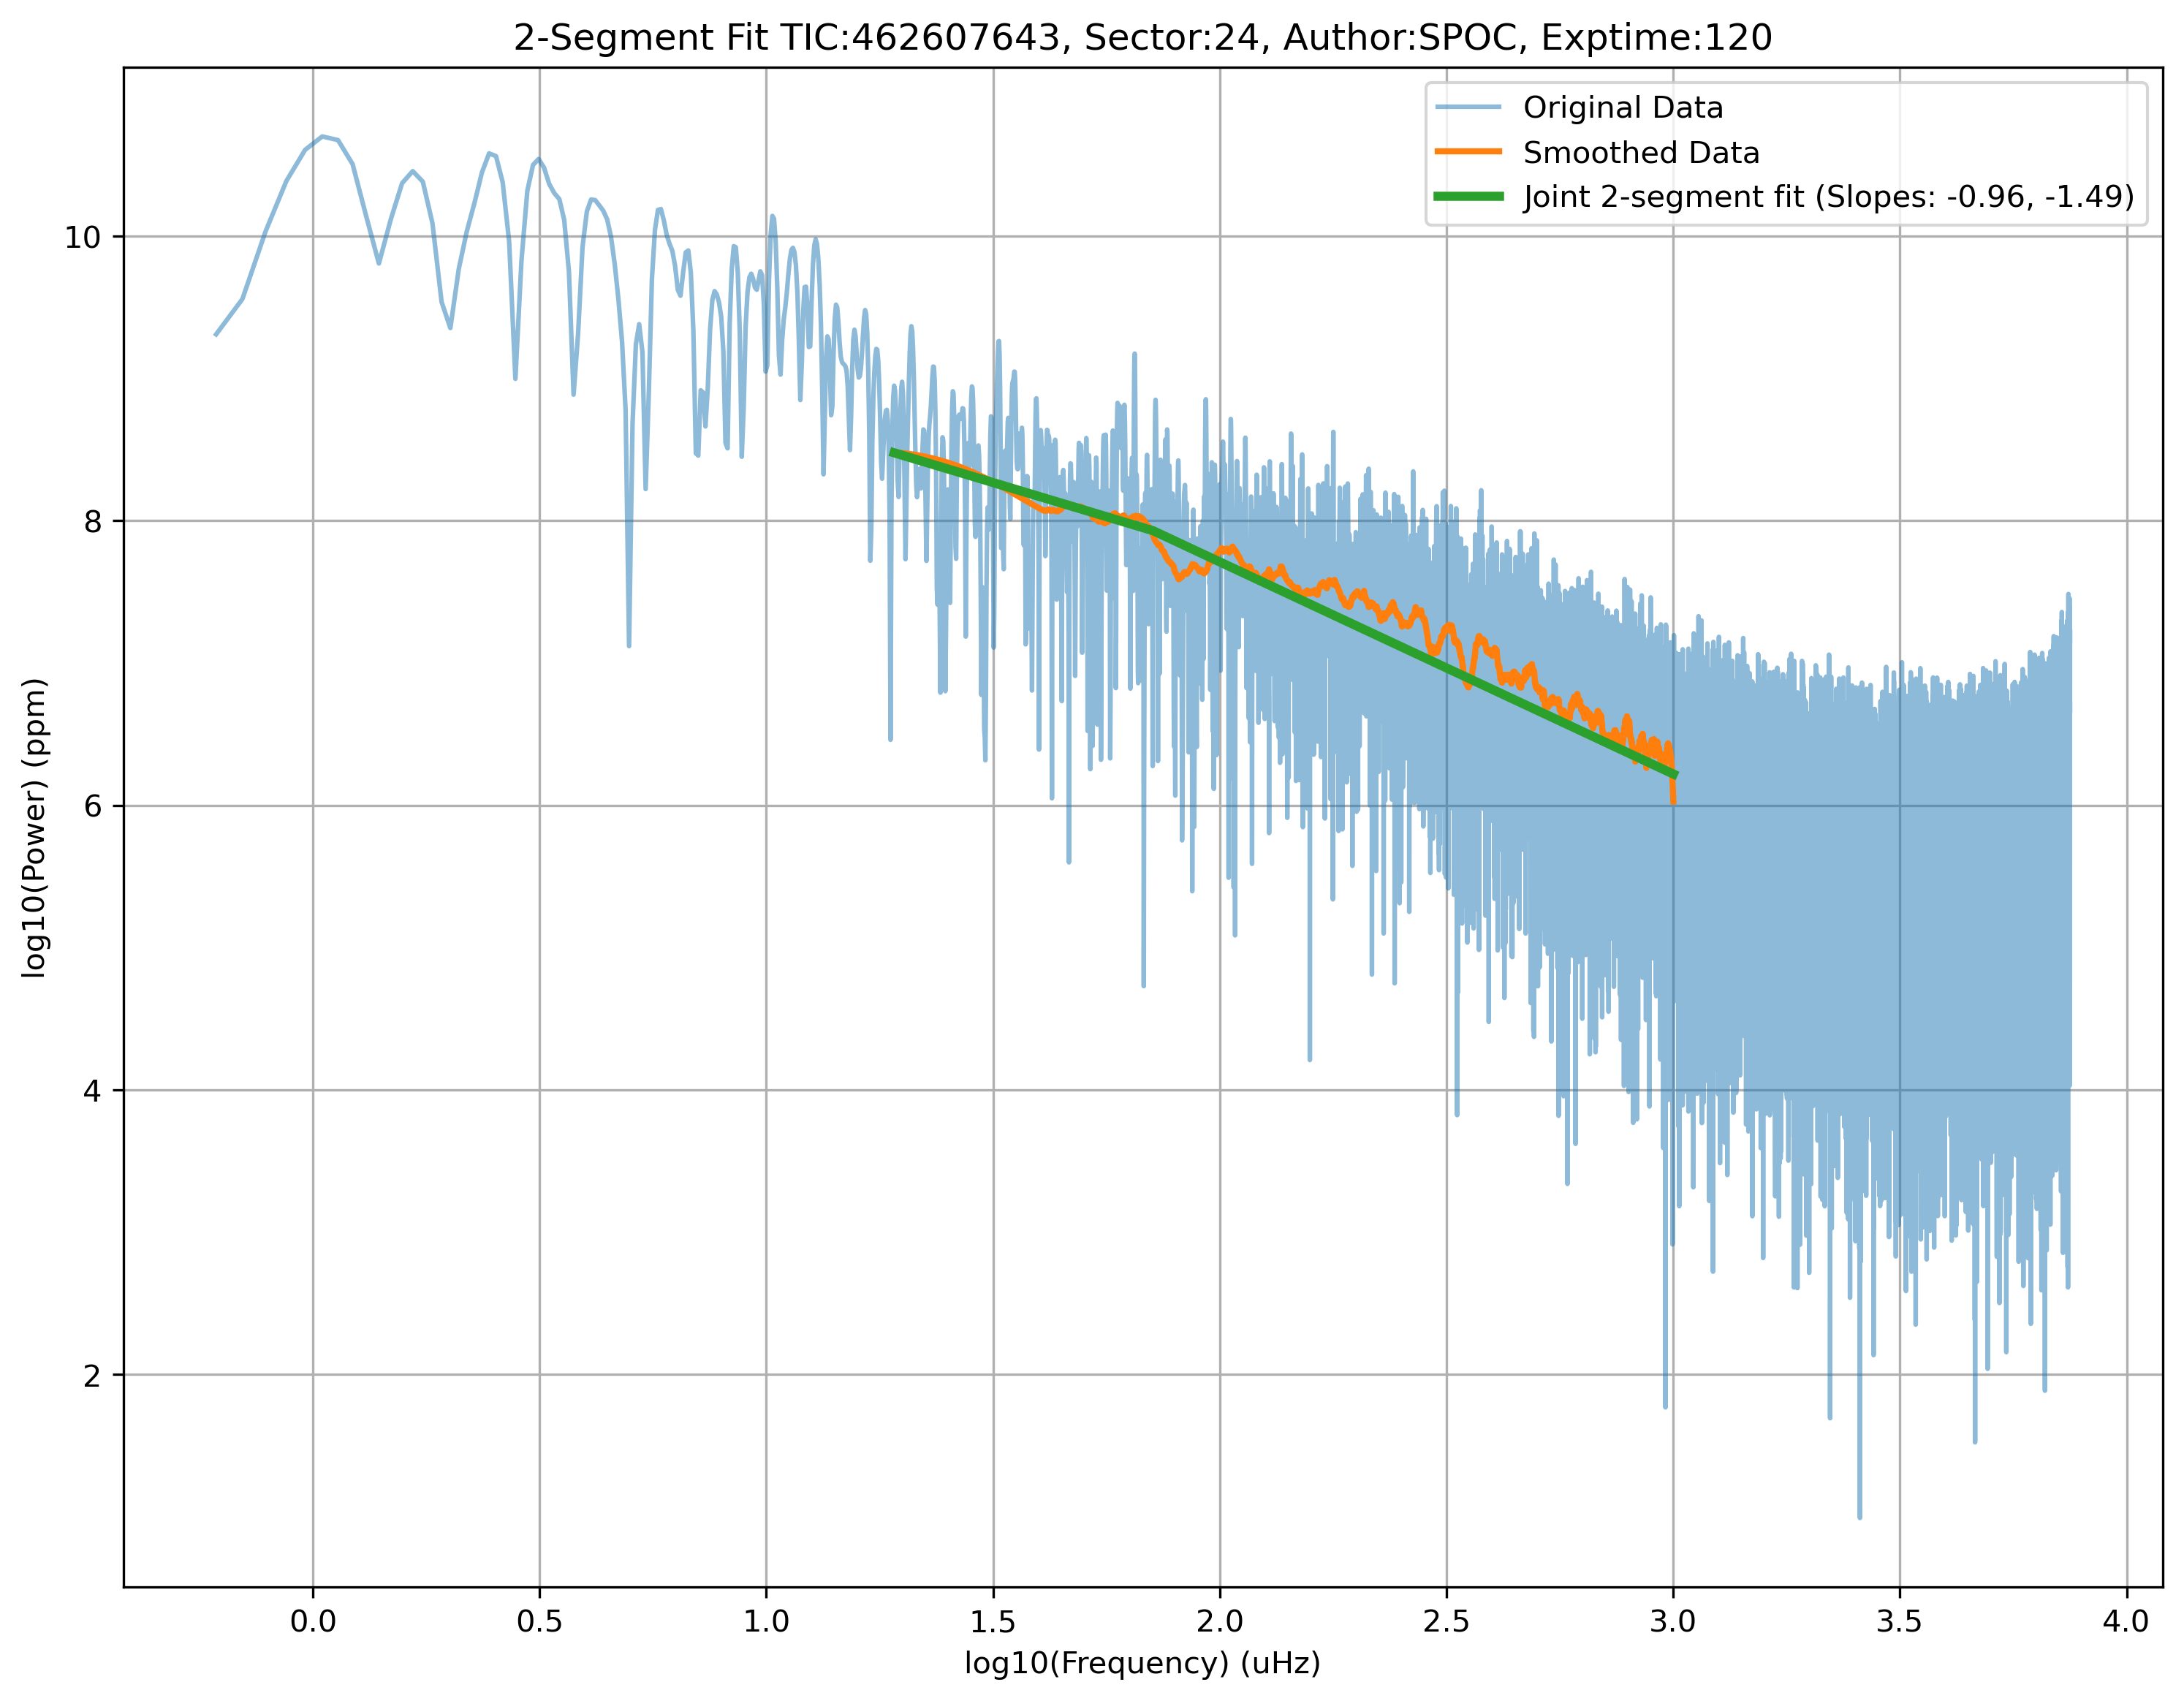 2-Segment Fit TIC:462607643, Sector:24, Author:SPOC, Exptime:120
Original Data
Smoothed Data
Joint 2-segment fit (Slopes: -0.96, -1.49)
log10(Power) (ppm)
10
8
6
4
2
0.0 0.5 1.0 1.5 2.0 2.5 3.0 3.5 4.0
log10(Frequency) (uHz)